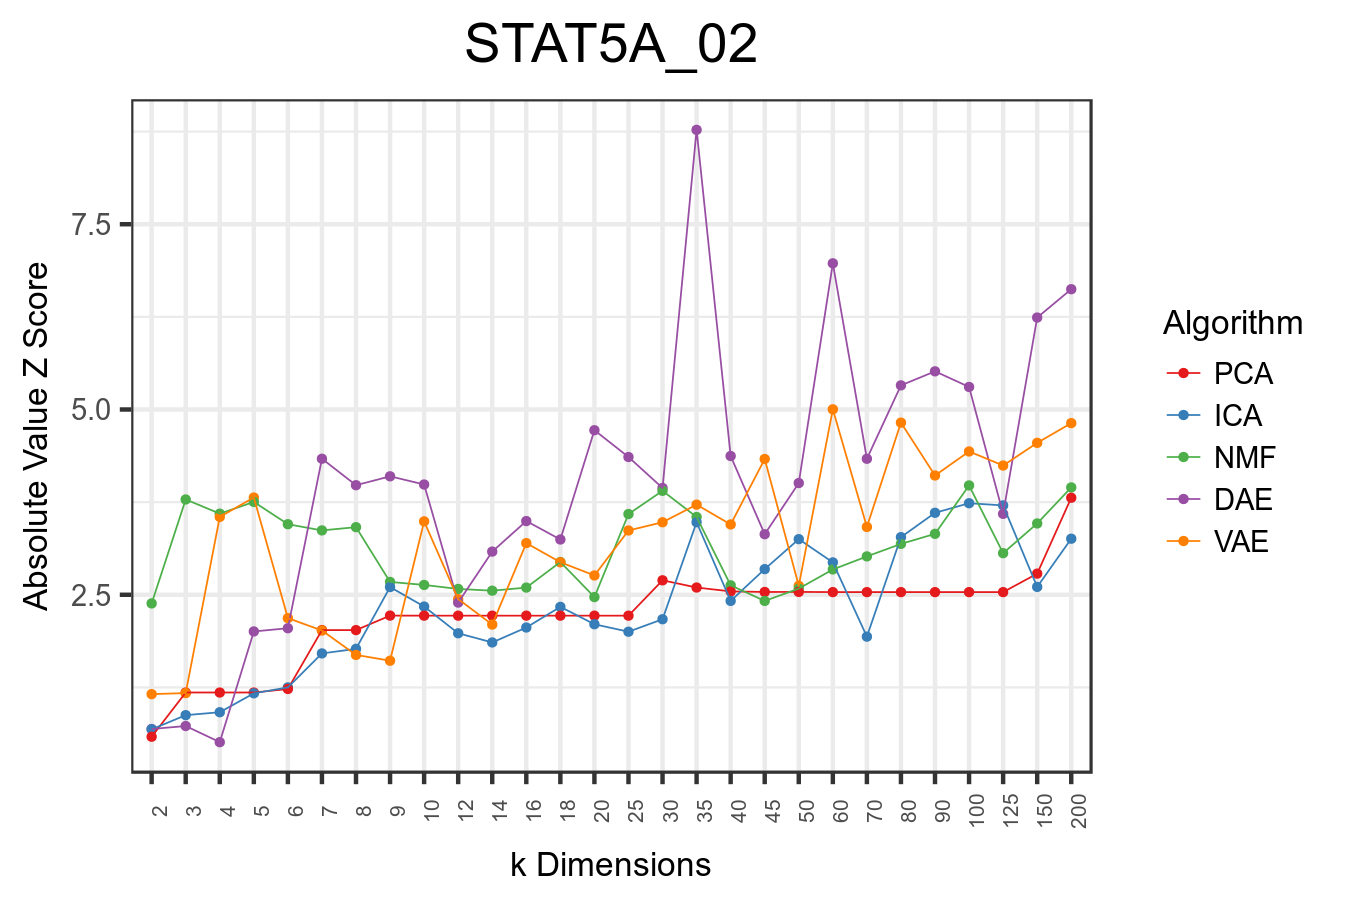 STAT5A_02
Absolute Value Z Score
7.5
5.0
2.5
2 3 4 5 6 7 8 9 10 12 14 16 18 20 25 30 35 40 45 50 60 70 80 90 100 125 150 200
k Dimensions
Algorithm
PCA
ICA
NMF
DAE
VAE